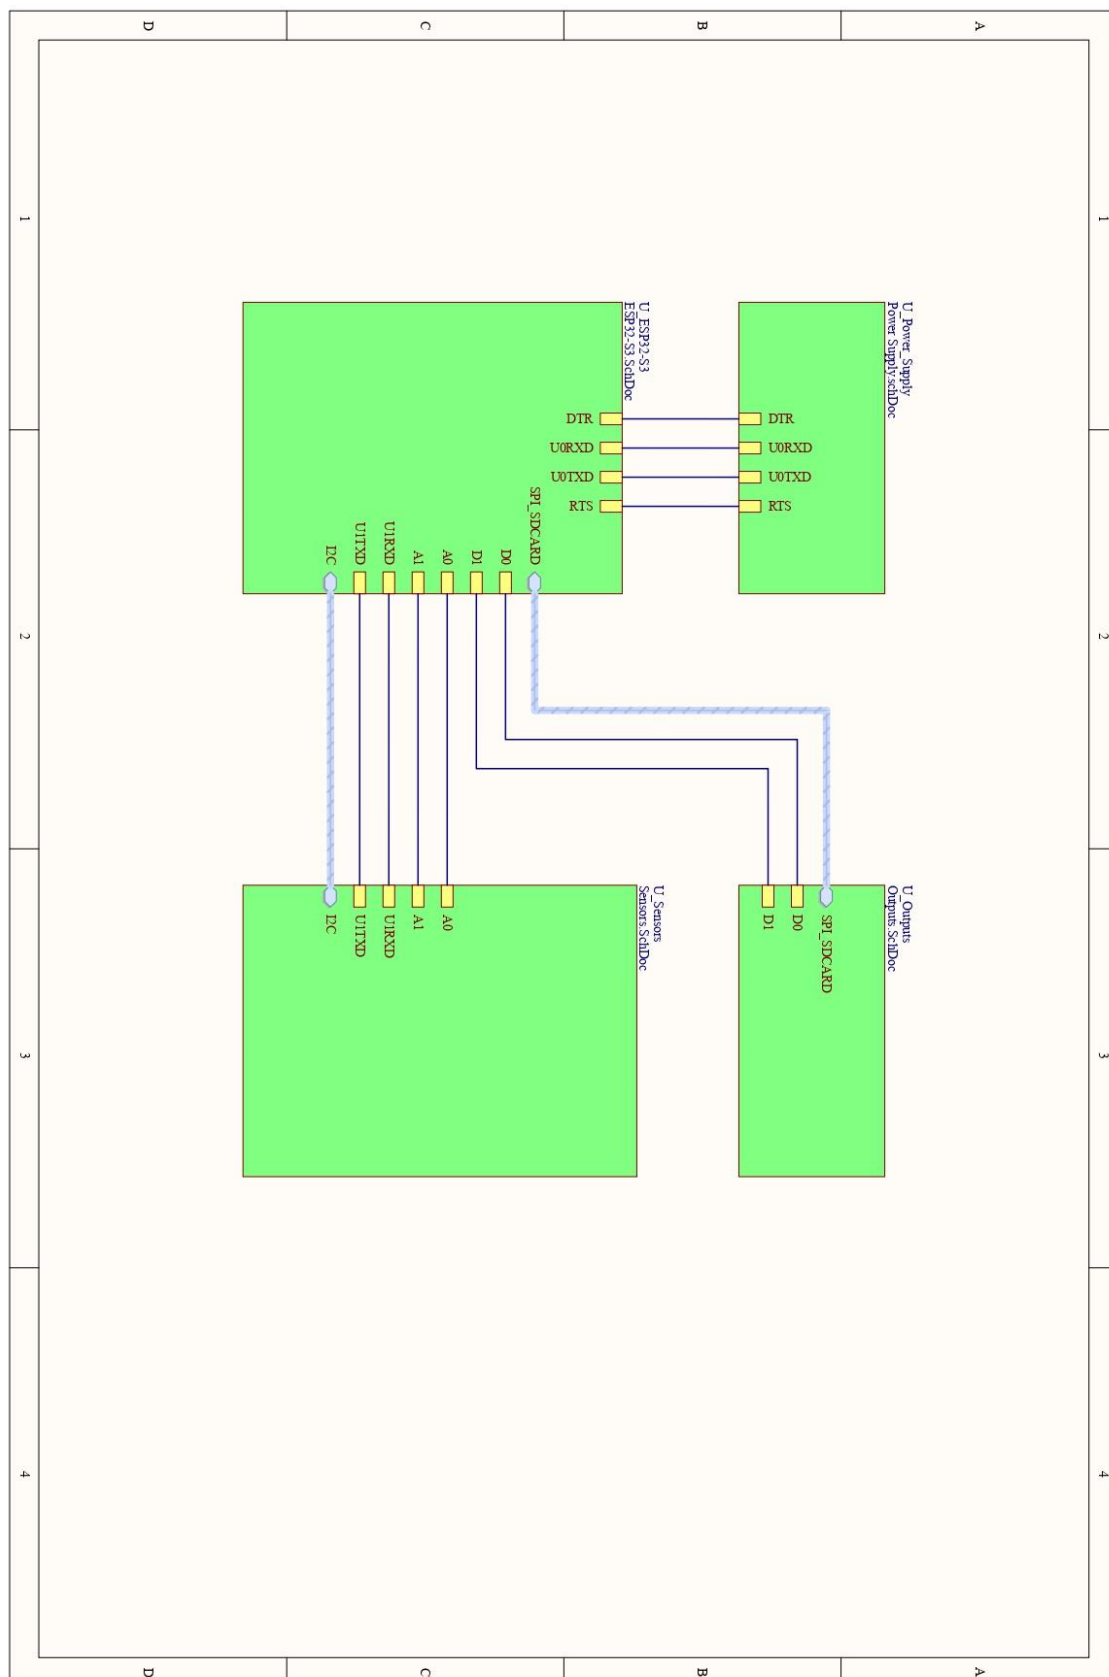 1
2
3
4
A
B
C
D
U_Power_Supply
Power Supply.schDoc
DTR
U0RXD
U0TXD
RTS
U_Outputs
Outputs.SchDoc
SPI_SDCARD
D0
D1
U_ESP32-S3
ESP32-S3.SchDoc
DTR
U0RXD
U0TXD
RTS
SPI_SDCARD
D0
D1
A0
A1
U1RXD
U1TXD
I2C
U_Sensors
Sensors.SchDoc
A0
A1
U1RXD
U1TXD
I2C
A
B
C
D
1
2
3
4